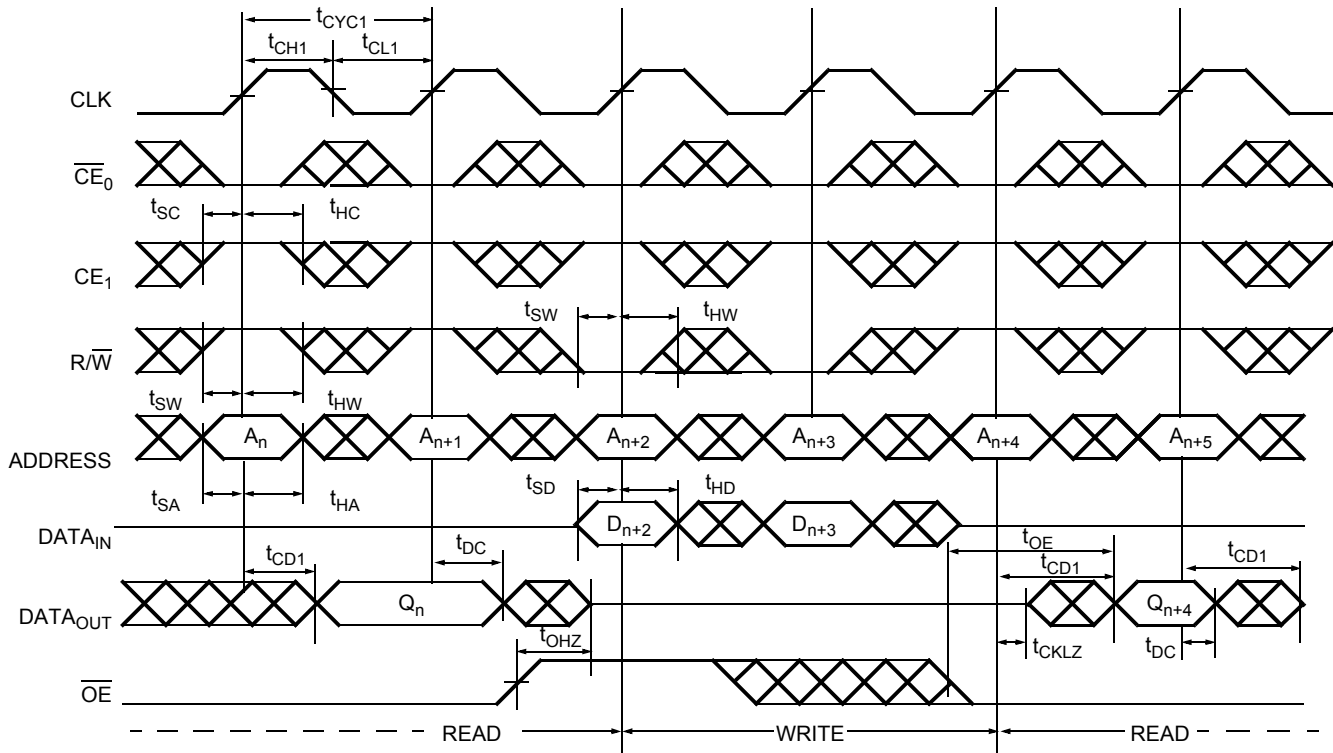 tCYC1
tCH1 tCL1
CLK
CE0
tSC tHC
CE1
tSW tHW
R/W
tSW tHW
An An+1 An+2 An+3 An+4 An+5
ADDRESS
tSA tHA tSD tHD
Dn+2 Dn+3
DATAIN
tOE
tCD1 tDC tCD1 tCD1
Qn Qn+4
DATAOUT
tOHZ tCKLZ tDC
OE
READ WRITE READ